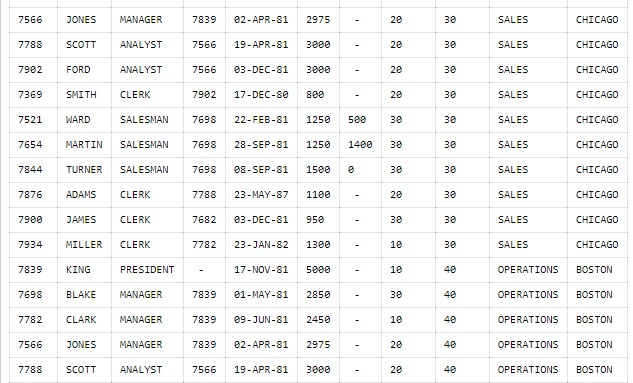 7566 JONES MANAGER 7839 02-APR-81 2975 - 20 30 SALES CHICAGO
7788 SCOTT ANALYST 7566 19-APR-81 3000 - 20 30 SALES CHICAGO
7902 FORD ANALYST 7566 03-DEC-81 3000 - 20 30 SALES CHICAGO
7369 SMITH CLERK 7902 17-DEC-80 800 - 20 30 SALES CHICAGO
7521 WARD SALESMAN 7698 22-FEB-81 1250 500 30 30 SALES CHICAGO
7654 MARTIN SALESMAN 7698 28-SEP-81 1250 1400 30 30 SALES CHICAGO
7844 TURNER SALESMAN 7698 08-SEP-81 1500 0 30 30 SALES CHICAGO
7876 ADAMS CLERK 7788 23-MAY-87 1100 - 20 30 SALES CHICAGO
7900 JAMES CLERK 7682 03-DEC-81 950 - 30 30 SALES CHICAGO
7934 MILLER CLERK 7782 23-JAN-82 1300 - 10 30 SALES CHICAGO
7839 KING PRESIDENT - 17-NOV-81 5000 - 10 40 OPERATIONS BOSTON
7698 BLAKE MANAGER 7839 01-MAY-81 2850 - 30 40 OPERATIONS BOSTON
7782 CLARK MANAGER 7839 09-JUN-81 2450 - 10 40 OPERATIONS BOSTON
7566 JONES MANAGER 7839 02-APR-81 2975 - 20 40 OPERATIONS BOSTON
7788 SCOTT ANALYST 7566 19-APR-81 3000 - 20 40 OPERATIONS BOSTON